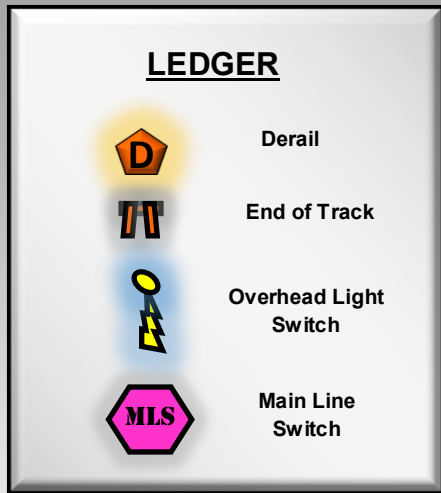 LEDGER
D
Derail
End of Track
Overhead Light
Switch
MLS
Main Line
Switch